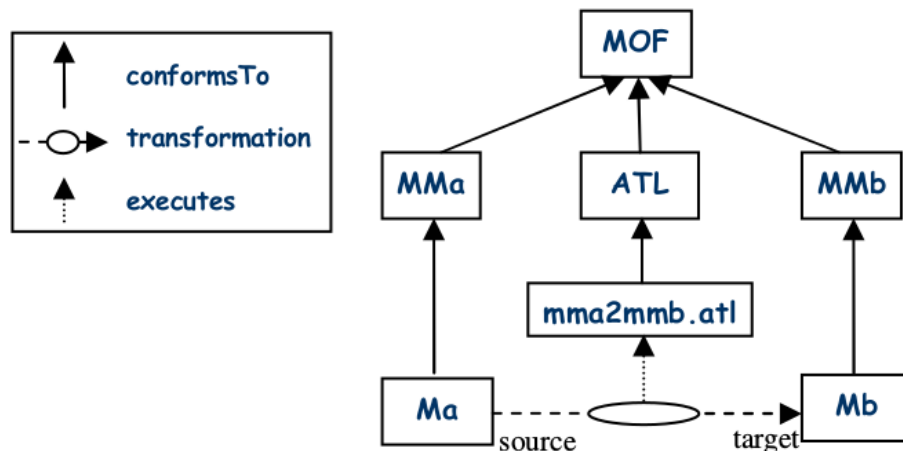 MOF
conformsTo
transformation
executes
MMa
ATL
MMb
mma2mmb.atl
Ma
Mb
source
target